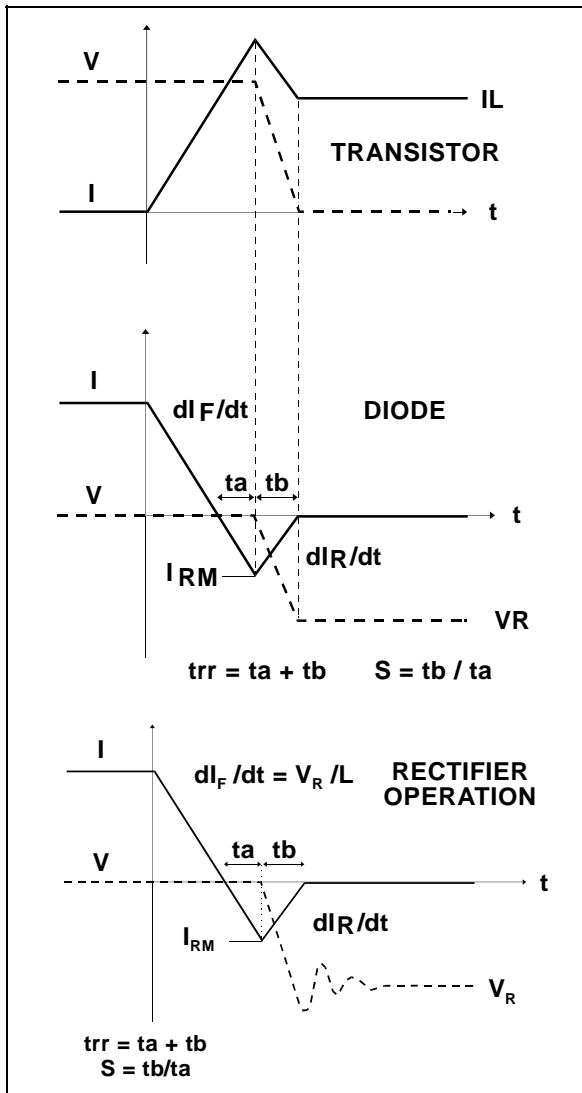 V
IL
TRANSISTOR
I
t
I
dIF/dt
DIODE
ta
tb
V
t
IRM
dIR/dt
VR
trr = ta + tb
S = tb / ta
I
dIF/dt = VR/L
RECTIFIER
OPERATION
ta
tb
V
t
IRM
dIR/dt
VR
trr = ta + tb
S = tb/ta